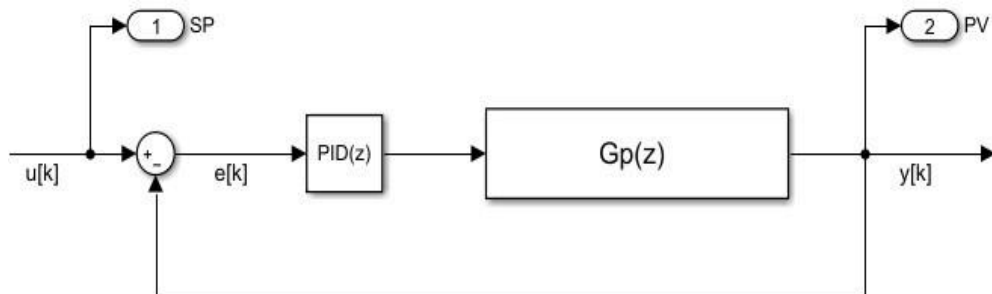 1 SP
2 PV
+
−
PID(z)
Gp(z)
u[k]
e[k]
y[k]